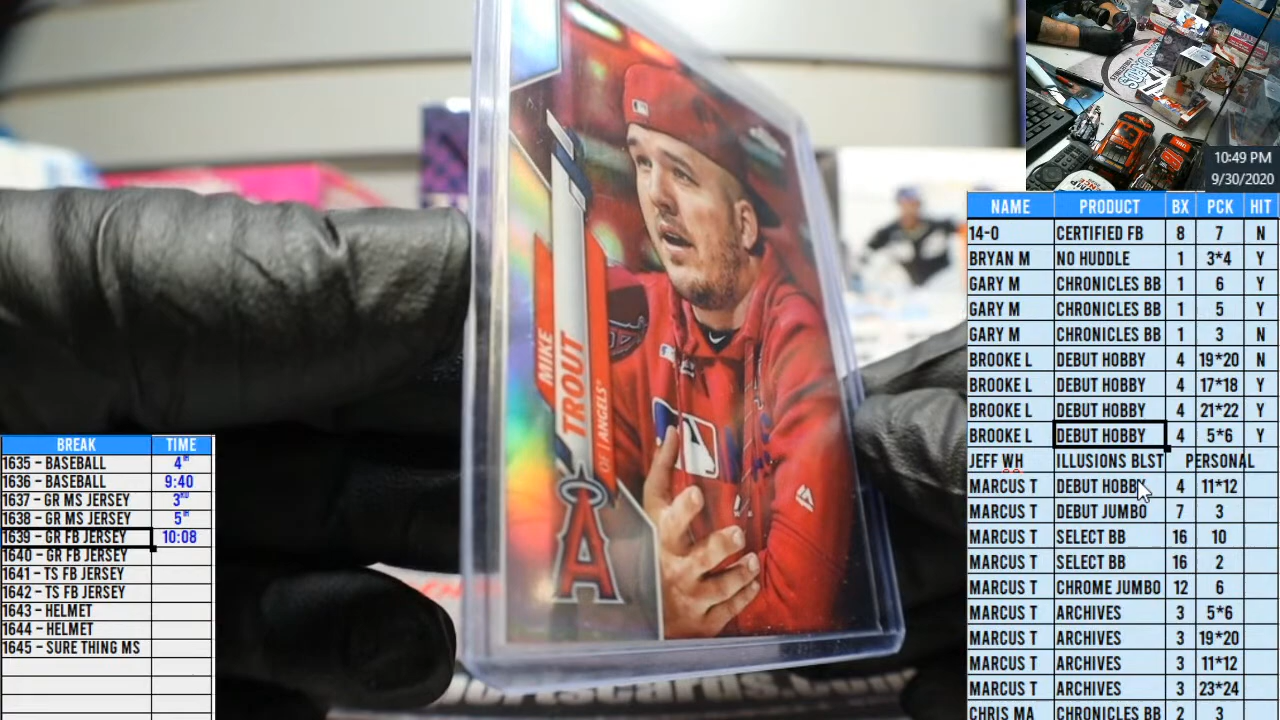 10:49 PM
9/30/2020
NAME PRODUCT BX PCK HIT
14-0 CERTIFIED FB 8 7 N
BRYAN M NO HUDDLE 1 3*4 Y
GARY M CHRONICLES BB 1 6 Y
GARY M CHRONICLES BB 1 5 Y
GARY M CHRONICLES BB 1 3 N
BROOKE L DEBUT HOBBY 4 19*20 N
BROOKE L DEBUT HOBBY 4 17*18 Y
BROOKE L DEBUT HOBBY 4 21*22 Y
BROOKE L DEBUT HOBBY 4 5*6 Y
JEFF WH ILLUSIONS BLST PERSONAL
MARCUS T DEBUT HOBBY 4 11*12
MARCUS T DEBUT JUMBO 7 3
MARCUS T SELECT BB 16 10
MARCUS T SELECT BB 16 2
MARCUS T CHROME JUMBO 12 6
MARCUS T ARCHIVES 3 5*6
MARCUS T ARCHIVES 3 19*20
MARCUS T ARCHIVES 3 11*12
MARCUS T ARCHIVES 3 23*24
CHRIS MA CHRONICLES BB 2 3
MIKE
TROUT
OF | ANGELS®
A
BREAK TIME
1635 - BASEBALL 4TH
1636 - BASEBALL 9:40
1637 - GR MS JERSEY 3RD
1638 - GR MS JERSEY 5TH
1639 - GR FB JERSEY 10:08
1640 - GR FB JERSEY
1641 - TS FB JERSEY
1642 - TS FB JERSEY
1643 - HELMET
1644 - HELMET
1645 - SURE THING MS